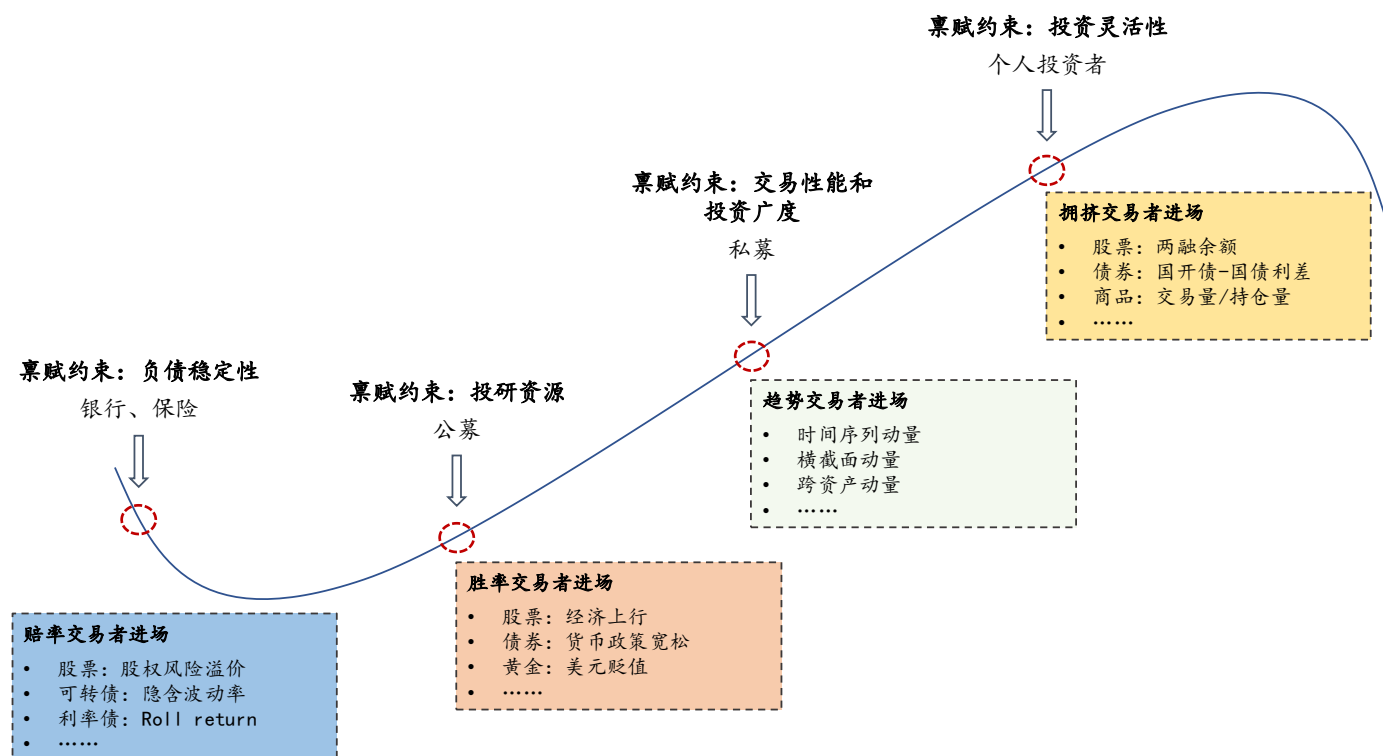 禀赋约束：投资灵活性
个人投资者
禀赋约束：交易性能和
投资广度
私募
禀赋约束：负债稳定性
银行、保险
禀赋约束：投研资源
公募
拥挤交易者进场
• 股票：两融余额
• 债券：国开债-国债利差
• 商品：交易量/持仓量
• ……
趋势交易者进场
• 时间序列动量
• 横截面动量
• 跨资产动量
• ……
胜率交易者进场
• 股票：经济上行
• 债券：货币政策宽松
• 黄金：美元贬值
• ……
赔率交易者进场
• 股票：股权风险溢价
• 可转债：隐含波动率
• 利率债：Roll return
• ……